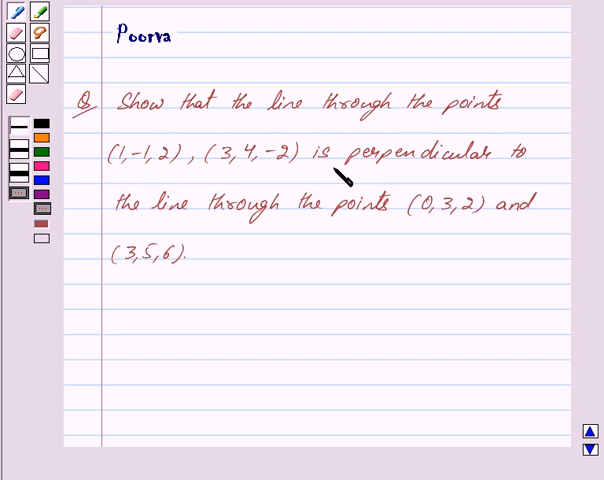 Poorva
Q Show that the line through the points
(1,-1,2), (3,4,-2) is perpendicular to
the line through the points (0,3,2) and
(3,5,6).